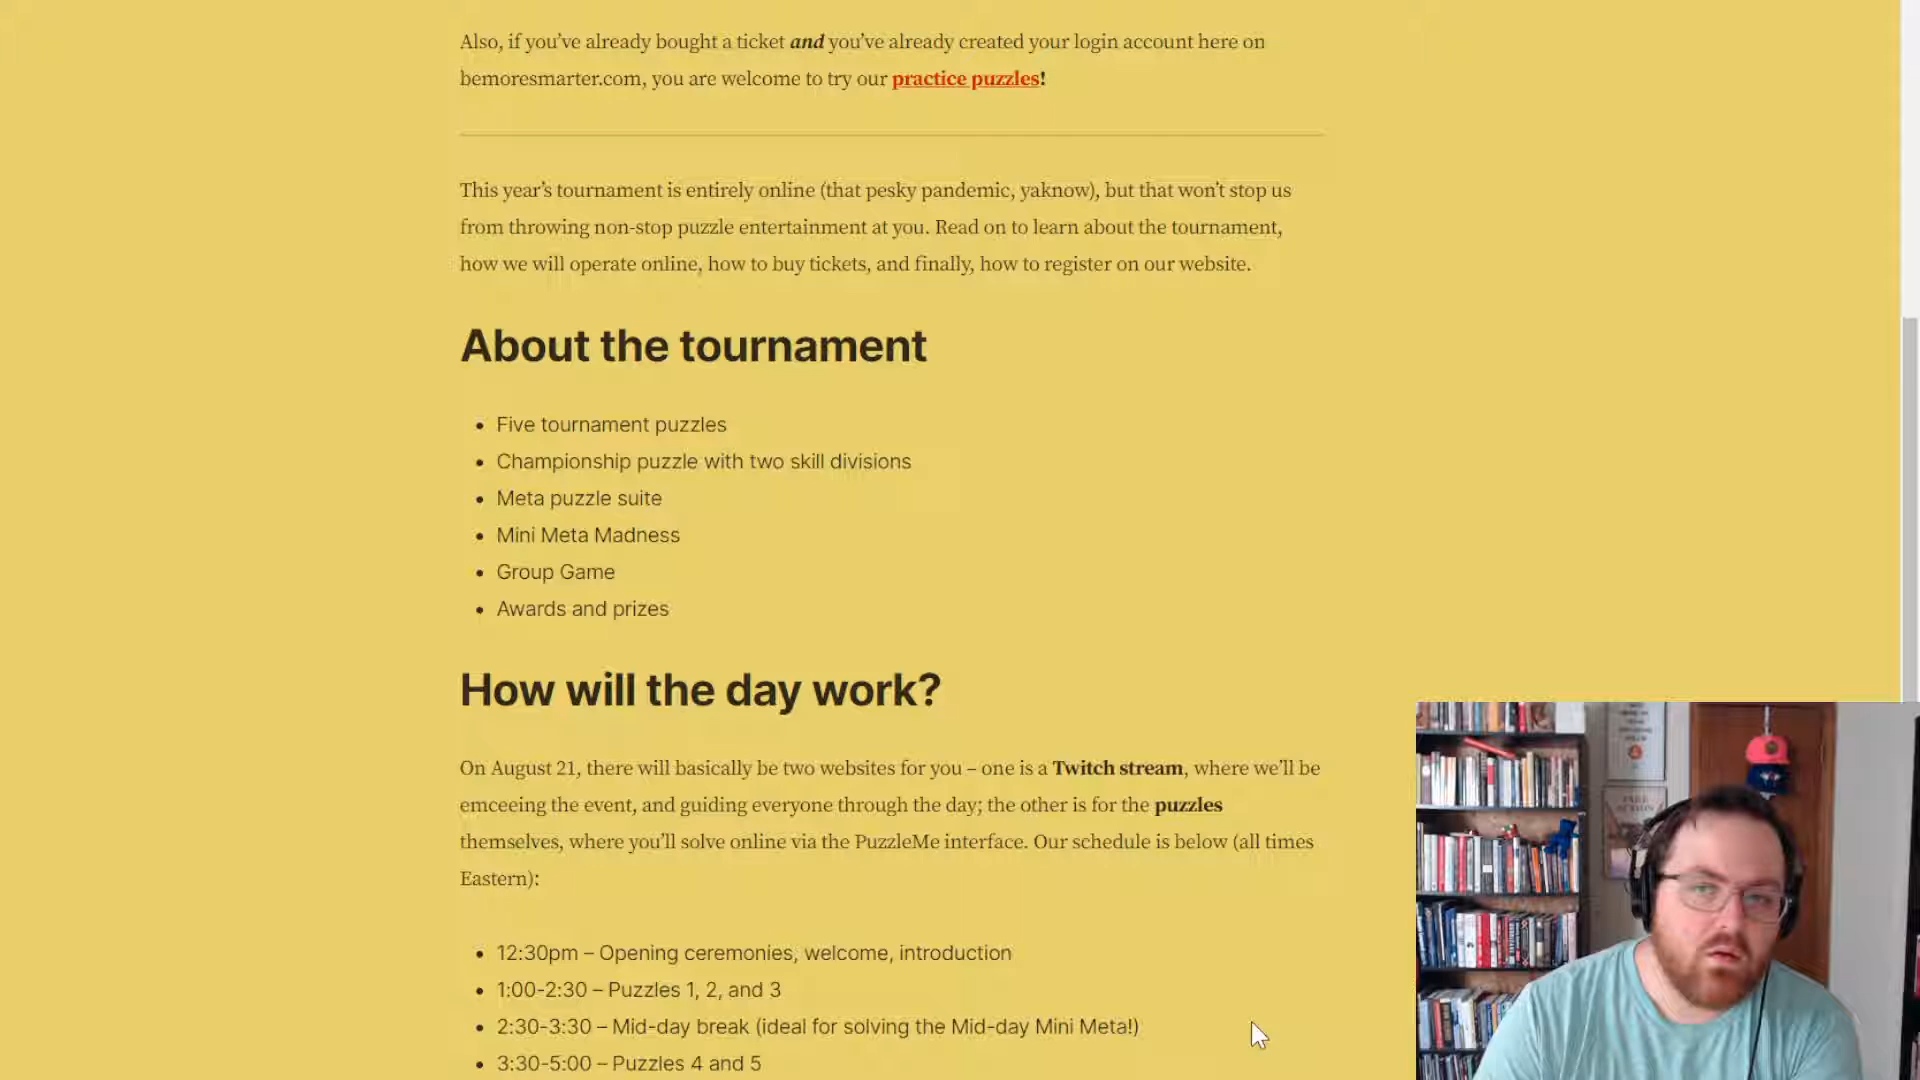 Also, if you’ve already bought a ticket and you’ve already created your login account here on
bemoresmarter.com, you are welcome to try our practice puzzles!
This year’s tournament is entirely online (that pesky pandemic, yaknow), but that won’t stop us
from throwing non-stop puzzle entertainment at you. Read on to learn about the tournament,
how we will operate online, how to buy tickets, and finally, how to register on our website.
About the tournament
• Five tournament puzzles
• Championship puzzle with two skill divisions
• Meta puzzle suite
• Mini Meta Madness
• Group Game
• Awards and prizes
How will the day work?
On August 21, there will basically be two websites for you – one is a Twitch stream, where we’ll be
emceeing the event, and guiding everyone through the day; the other is for the puzzles
themselves, where you’ll solve online via the PuzzleMe interface. Our schedule is below (all times
Eastern):
• 12:30pm – Opening ceremonies, welcome, introduction
• 1:00-2:30 – Puzzles 1, 2, and 3
• 2:30-3:30 – Mid-day break (ideal for solving the Mid-day Mini Meta!)
• 3:30-5:00 – Puzzles 4 and 5